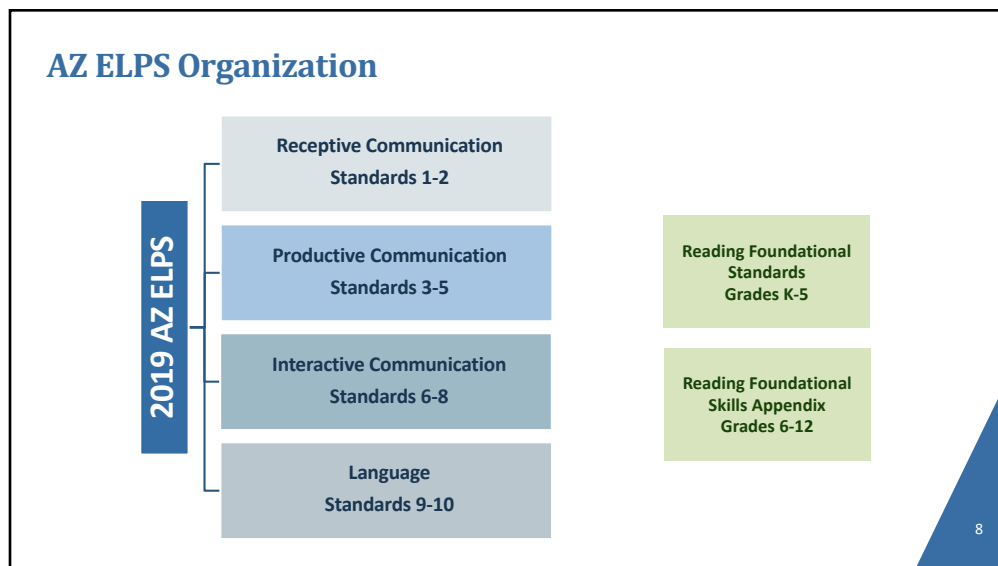 AZ ELPS Organization
2019 AZ ELPS
Receptive Communication
Standards 1-2
Productive Communication
Standards 3-5
Interactive Communication
Standards 6-8
Language
Standards 9-10
Reading Foundational
Standards
Grades K-5
Reading Foundational
Skills Appendix
Grades 6-12
8